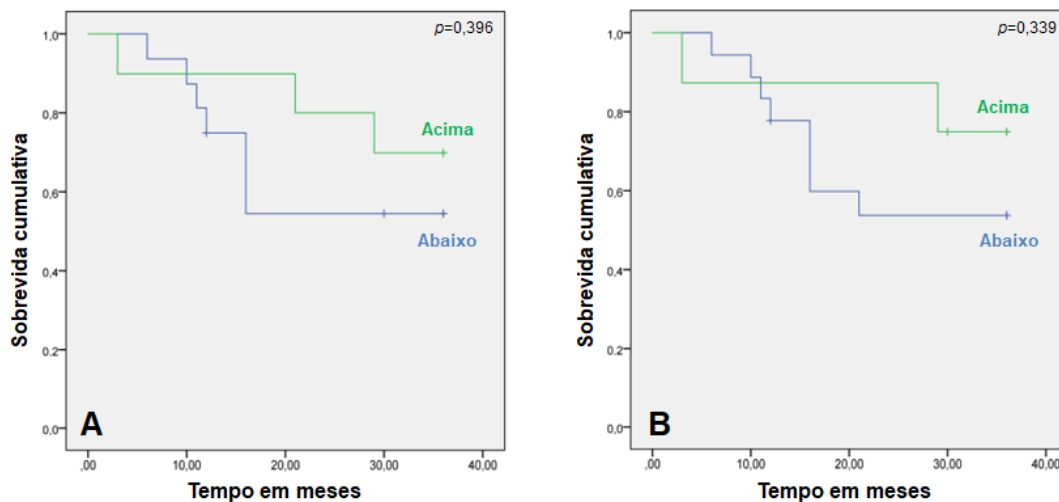 p=0,396
1,0
0,8
0,6
0,4
0,2
0,0
Sobrevida cumulativa
Acima
Abaixo
A
,00
10,00
20,00
30,00
40,00
Tempo em meses
p=0,339
1,0
0,8
0,6
0,4
0,2
0,0
Sobrevida cumulativa
Acima
Abaixo
B
,00
10,00
20,00
30,00
40,00
Tempo em meses